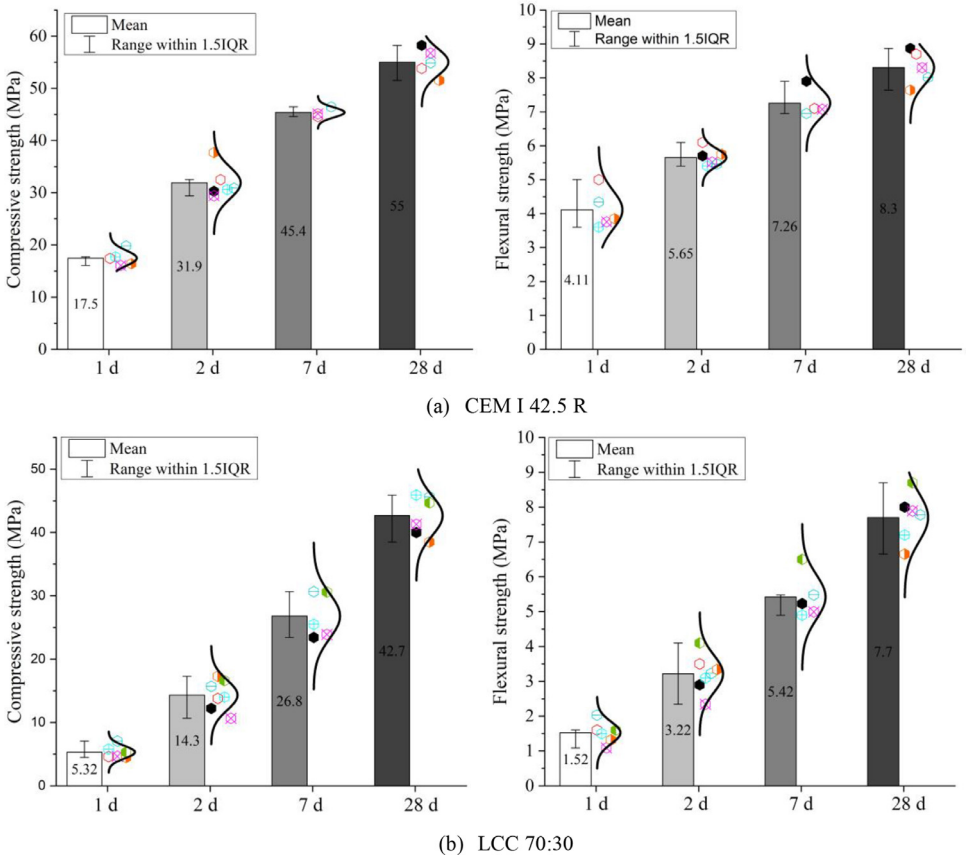 Mean
Range within 1.5IQR
Compressive strength (MPa)
60
50
40
30
20
10
0
17.5
31.9
45.4
55
1 d
2 d
7 d
28 d
Mean
Range within 1.5IQR
Flexural strength (MPa)
10
9
8
7
6
5
4
3
2
1
0
4.11
5.65
7.26
8.3
1 d
2 d
7 d
28 d
(a) CEM I 42.5 R
Mean
Range within 1.5IQR
Compressive strength (MPa)
50
40
30
20
10
0
5.32
14.3
26.8
42.7
1 d
2 d
7 d
28 d
Mean
Range within 1.5IQR
Flexural strength (MPa)
10
9
8
7
6
5
4
3
2
1
0
1.52
3.22
5.42
7.7
1 d
2 d
7 d
28 d
(b) LCC 70:30